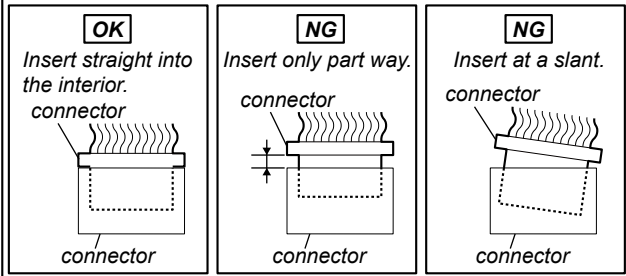 OK
Insert straight into
the interior.
connector
connector
NG
Insert only part way.
connector
connector
NG
Insert at a slant.
connector
connector